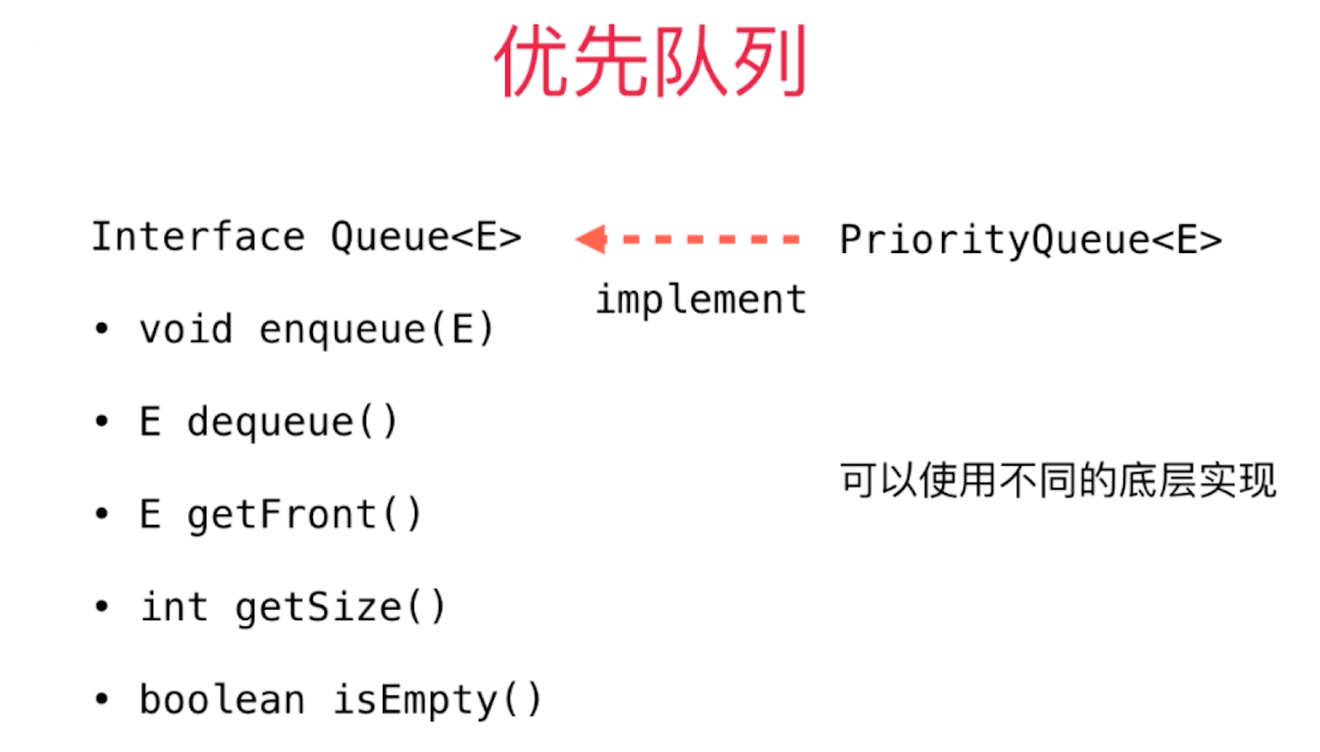 优先队列
Interface Queue<E>
PriorityQueue<E>
implement
• void enqueue(E)
• E dequeue()
可以使用不同的底层实现
• E getFront()
• int getSize()
• boolean isEmpty()